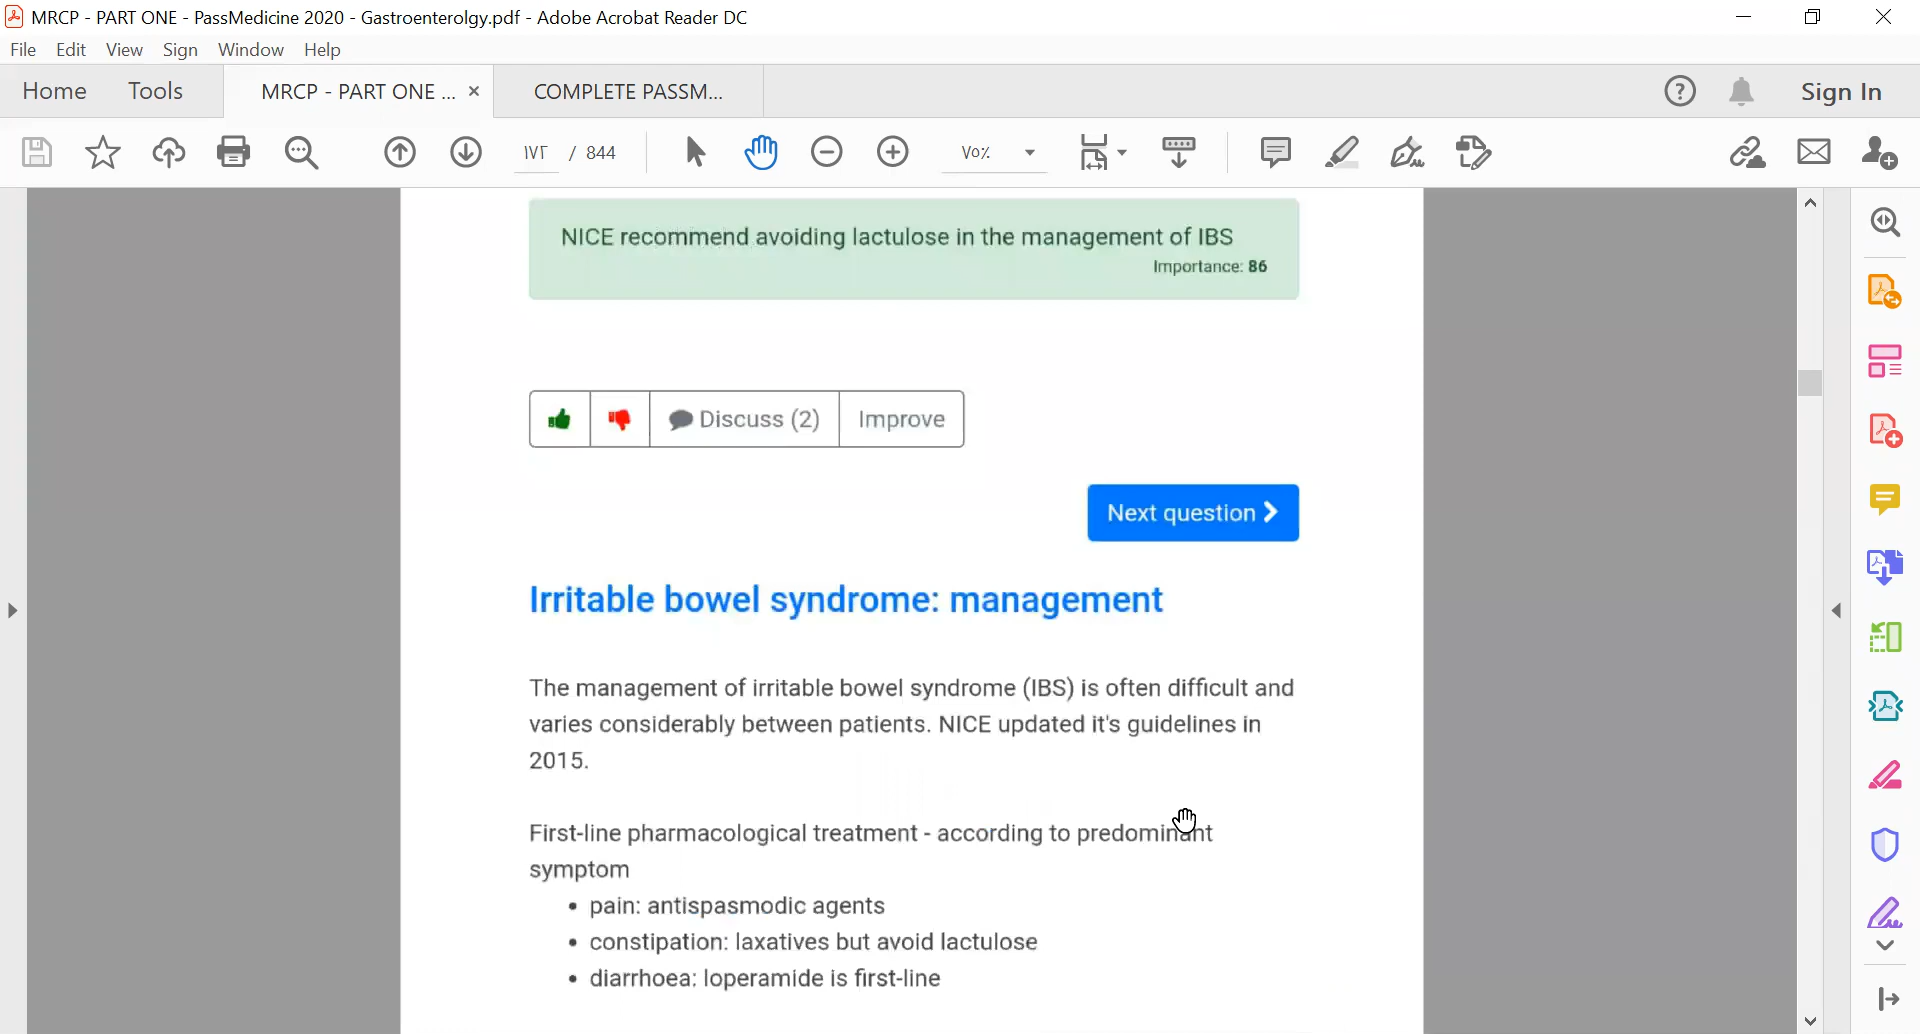 MRCP - PART ONE - PassMedicine 2020 - Gastroenterolgy.pdf - Adobe Acrobat Reader DC
File Edit View Sign Window Help
Home Tools MRCP - PART ONE ... × COMPLETE PASSM... ? Sign In
١٧٣ / 844 ٧٥٪
NICE recommend avoiding lactulose in the management of IBS
Importance: 86
Discuss (2) Improve
Next question
Irritable bowel syndrome: management
The management of irritable bowel syndrome (IBS) is often difficult and
varies considerably between patients. NICE updated it's guidelines in
2015.
First-line pharmacological treatment - according to predominant
symptom
• pain: antispasmodic agents
• constipation: laxatives but avoid lactulose
• diarrhoea: loperamide is first-line